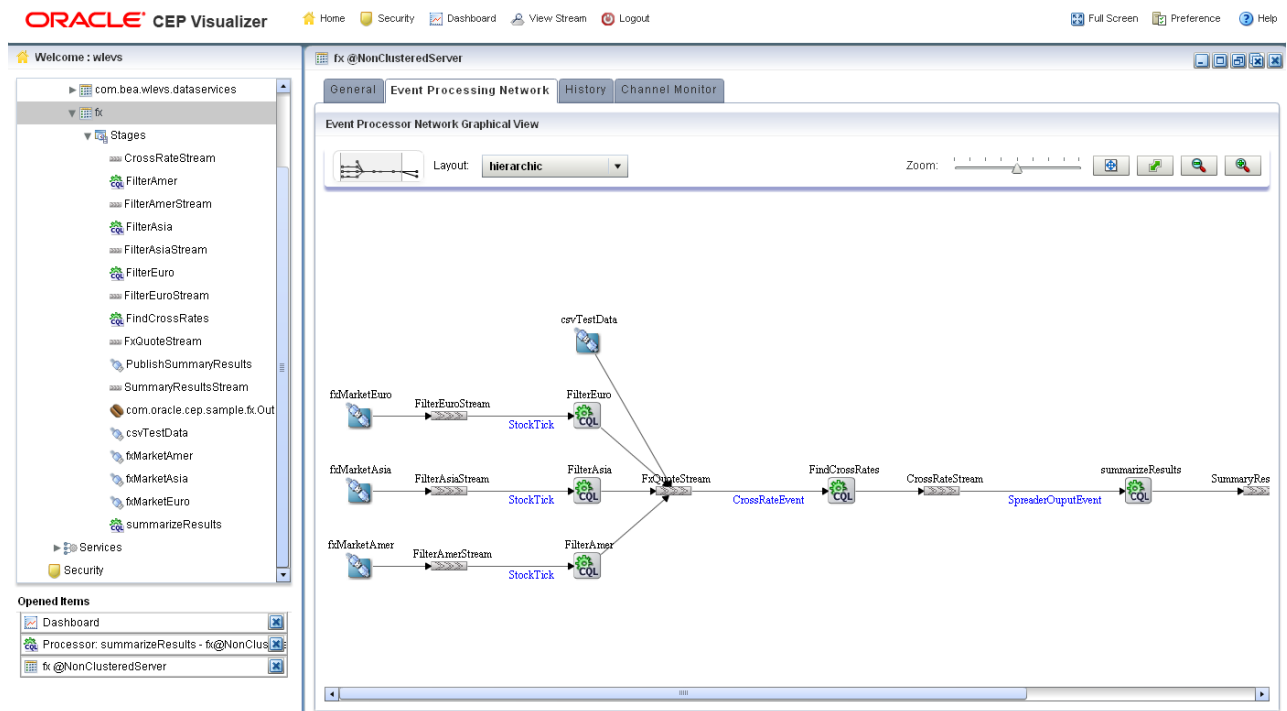 ORACLE CEP Visualizer
Home Security Dashboard View Stream Logout
Full Screen Preference Help
Welcome : wlevs
com.bea.wlevs.dataservices
fx
Stages
CrossRateStream
FilterAmer
FilterAmerStream
FilterAsia
FilterAsiaStream
FilterEuro
FilterEuroStream
FindCrossRates
FxQuoteStream
PublishSummaryResults
SummaryResultsStream
com.oracle.cep.sample.fx.Out
csvTestData
fxMarketAmer
fxMarketAsia
fxMarketEuro
summarizeResults
Services
Security
Opened Items
Dashboard
Processor: summarizeResults - fx@NonClus
fx @NonClusteredServer
fx @NonClusteredServer
General Event Processing Network History Channel Monitor
Event Processor Network Graphical View
Layout: hierarchic
Zoom:
csvTestData
fxMarketEuro FilterEuroStream StockTick FilterEuro
fxMarketAsia FilterAsiaStream StockTick FilterAsia FxQuoteStream CrossRateEvent FindCrossRates CrossRateStream SpreaderOuputEvent summarizeResults SummaryRes
fxMarketAmer FilterAmerStream StockTick FilterAmer